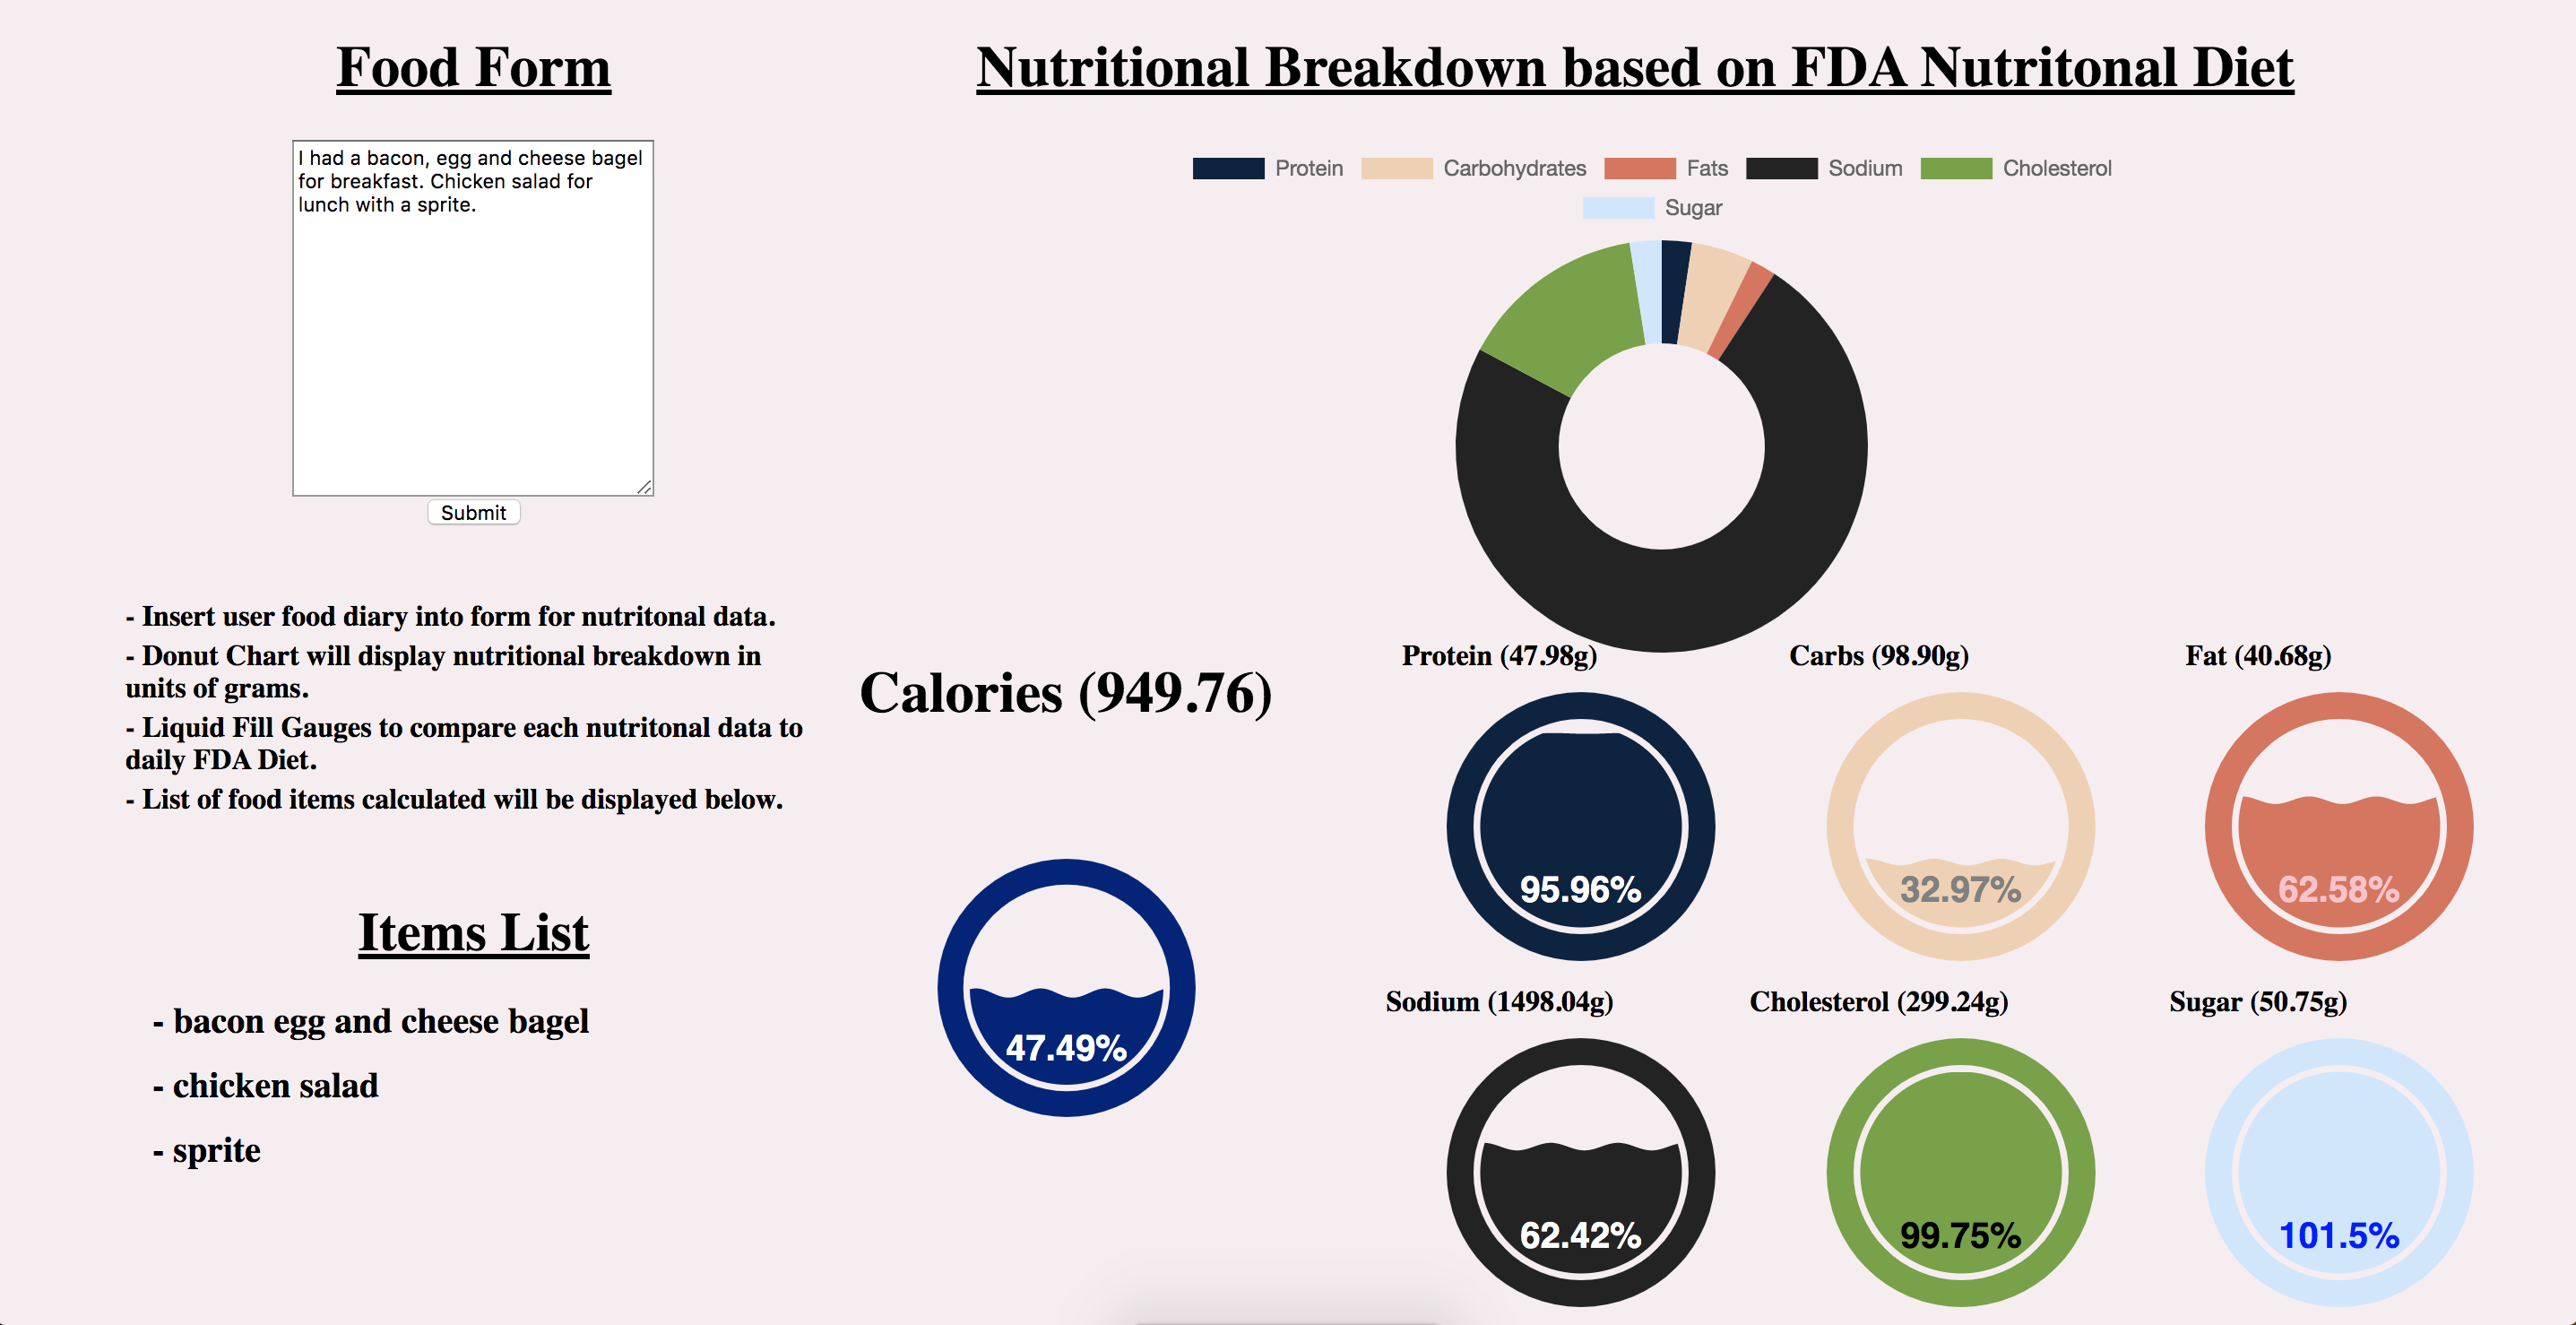 Food Form
I had a bacon, egg and cheese bagel
for breakfast. Chicken salad for
lunch with a sprite.
Submit
- Insert user food diary into form for nutritonal data.
- Donut Chart will display nutritional breakdown in
units of grams.
- Liquid Fill Gauges to compare each nutritonal data to
daily FDA Diet.
- List of food items calculated will be displayed below.
Items List
- bacon egg and cheese bagel
- chicken salad
- sprite
Nutritional Breakdown based on FDA Nutritonal Diet
Protein Carbohydrates Fats Sodium Cholesterol
Sugar
Calories (949.76)
47.49%
Protein (47.98g) Carbs (98.90g) Fat (40.68g)
95.96% 32.97% 62.58%
Sodium (1498.04g) Cholesterol (299.24g) Sugar (50.75g)
62.42% 99.75% 101.5%